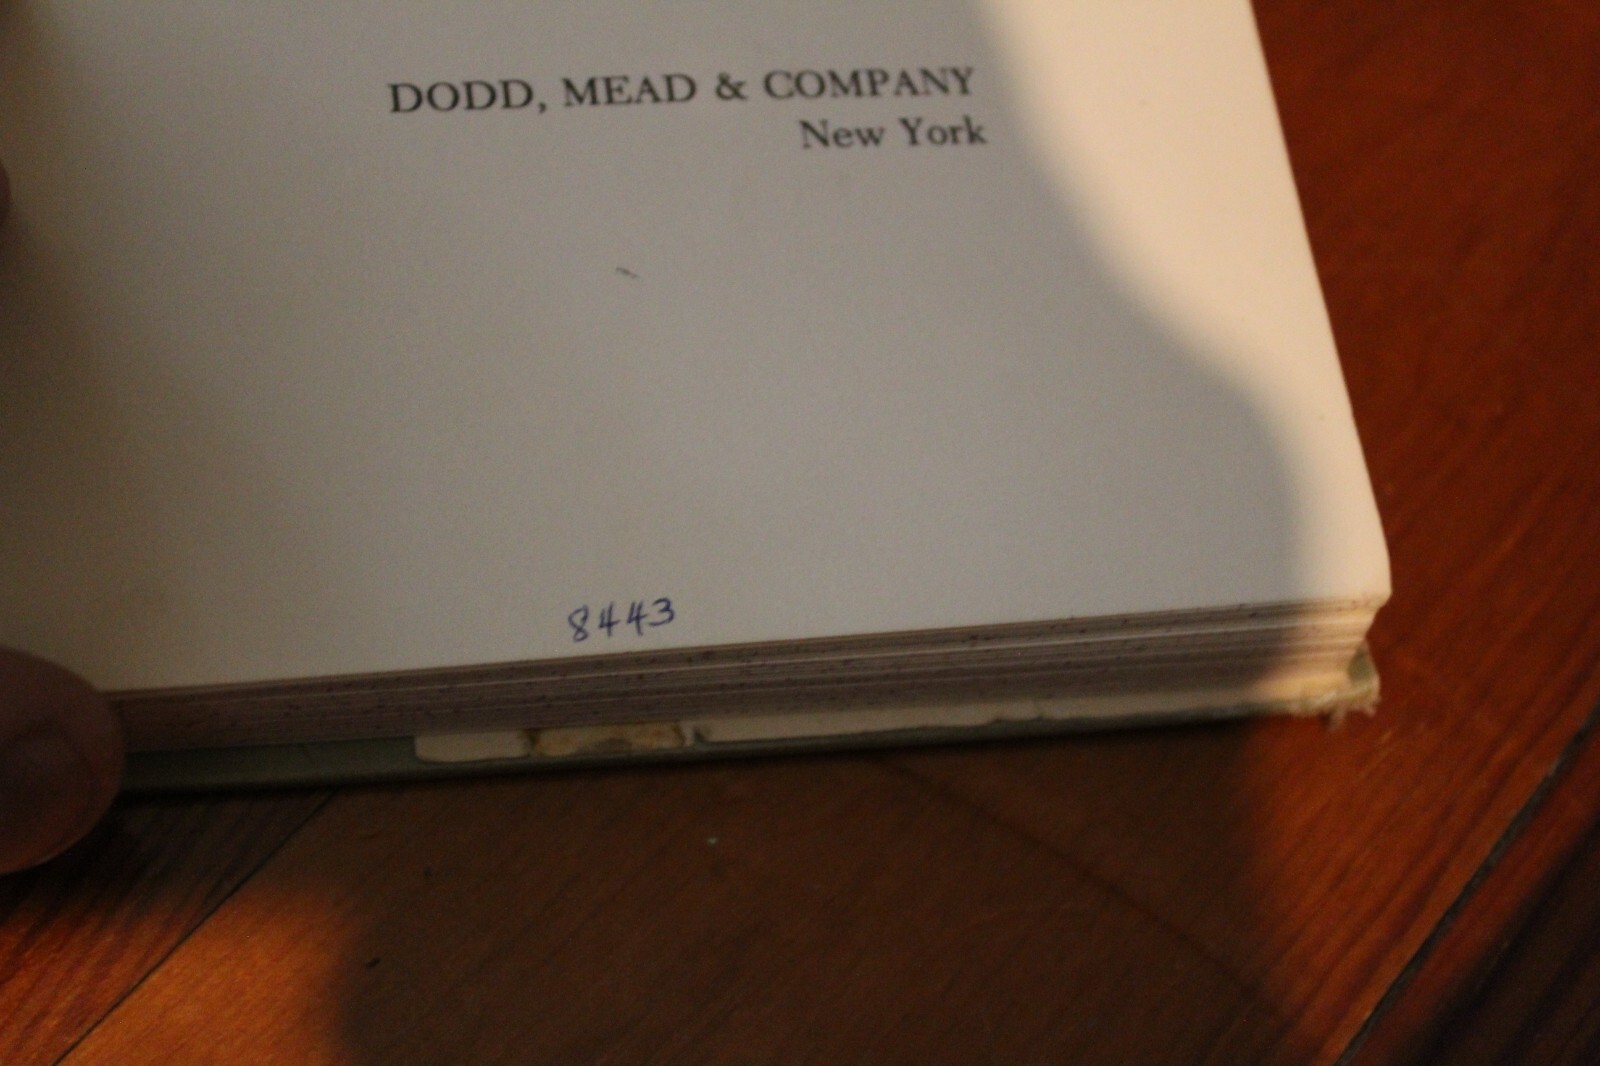 DODD, MEAD & COMPANY
New York
8443